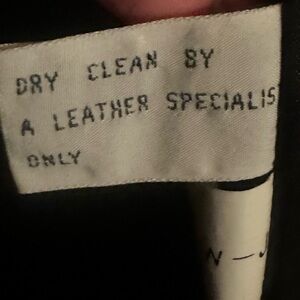 DRY CLEAN BY
A LEATHER SPECIALIS
ONLY
N-J